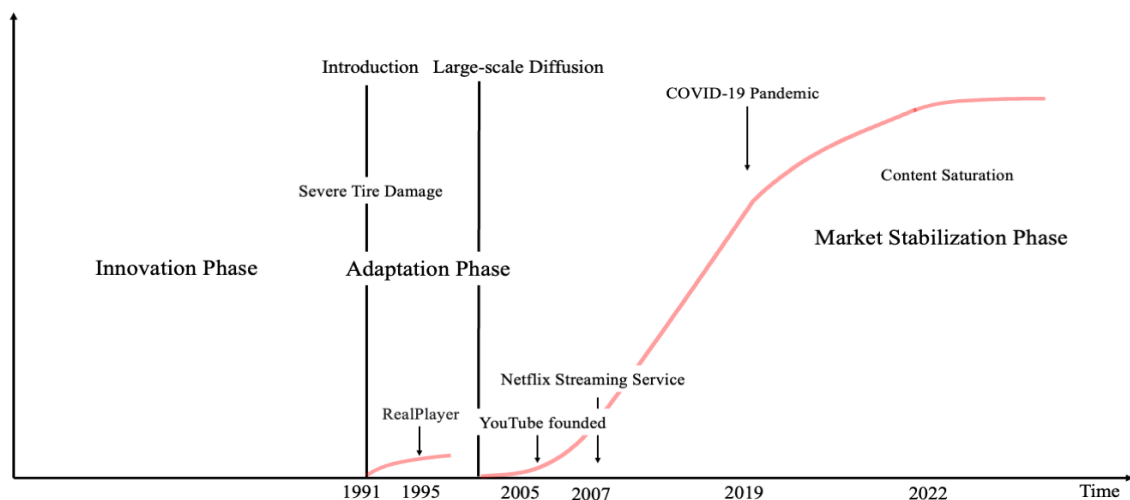 Introduction
Large-scale Diffusion
COVID-19 Pandemic
Content Saturation
Severe Tire Damage
Market Stabilization Phase
Innovation Phase
Adaptation Phase
Netflix Streaming Service
RealPlayer
YouTube founded
1991
1995
2005
2007
2019
2022
Time